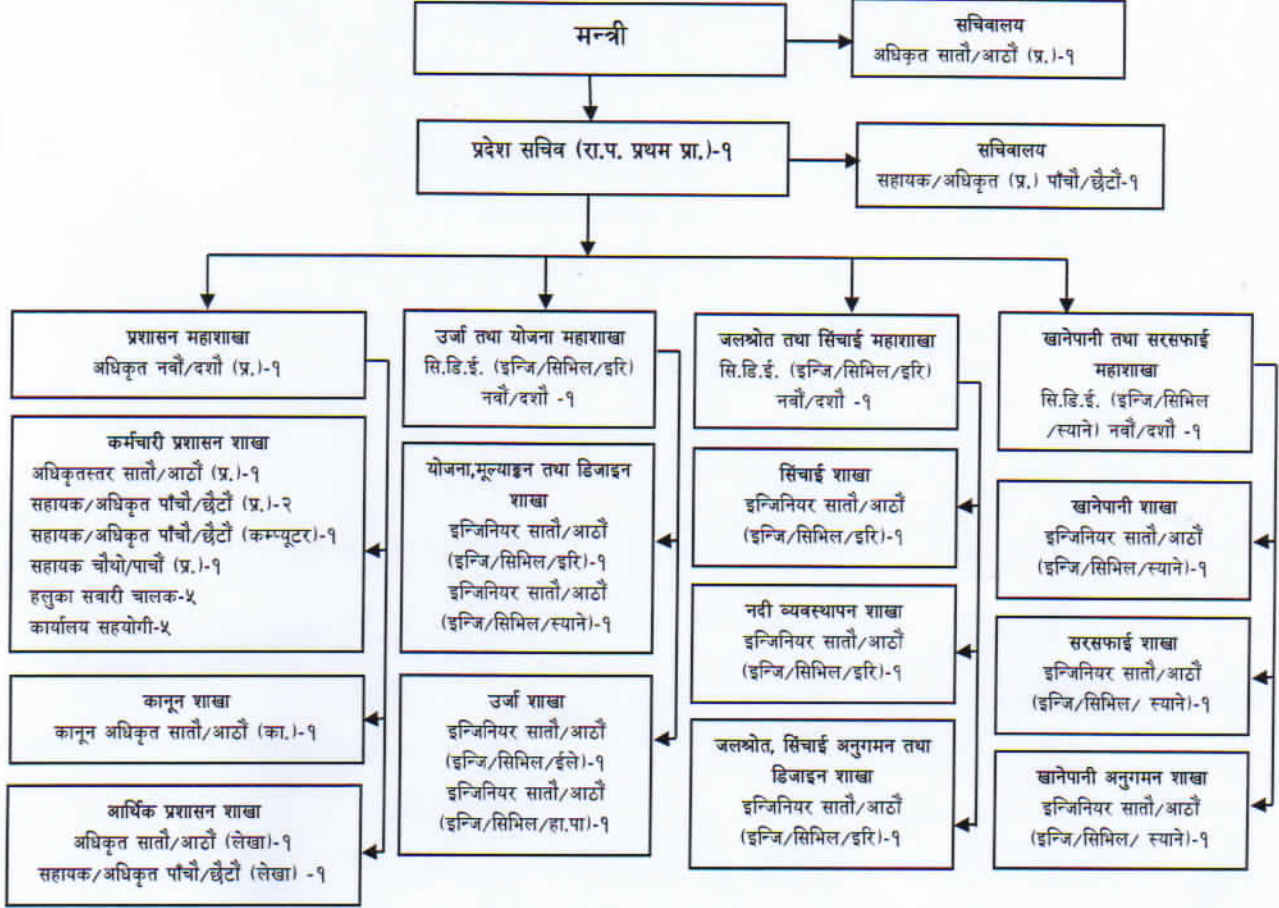 मन्त्री
सचिवालय
अधिकृत सातौ/आठौं (प्र.)-१
प्रदेश सचिव (रा.प. प्रथम प्रा.)-१
सचिवालय
सहायक/अधिकृत (प्र.) पाँचौ/छैटौं-१
प्रशासन महाशाखा
अधिकृत नवौं/दशौ (प्र.)-१
कर्मचारी प्रशासन शाखा
अधिकृतस्तर सातौ/आठौं (प्र.)-१
सहायक/अधिकृत पाँचौ/छैटौं (प्र.)-२
सहायक/अधिकृत पाँचौ/छैटौं (कम्प्यूटर)-१
सहायक चौथो/पाचौं (प्र.)-१
हलुका सवारी चालक-५
कार्यालय सहयोगी-५
कानून शाखा
कानून अधिकृत सातौ/आठौं (का.)-१
आर्थिक प्रशासन शाखा
अधिकृत सातौ/आठौं (लेखा)-१
सहायक/अधिकृत पाँचौ/छैटौं (लेखा) -१
उर्जा तथा योजना महाशाखा
सि.डि.ई. (इन्जि/सिभिल/इरि)
नवौं/दशौ -१
योजना,मूल्याङ्कन तथा डिजाइन
शाखा
इन्जिनियर सातौ/आठौं
(इन्जि/सिभिल/इरि)-१
इन्जिनियर सातौ/आठौं
(इन्जि/सिभिल/स्याने)-१
उर्जा शाखा
इन्जिनियर सातौ/आठौं
(इन्जि/सिभिल/ईले)-१
इन्जिनियर सातौ/आठौं
(इन्जि/सिभिल/हा.पा)-१
जलश्रोत तथा सिंचाई महाशाखा
सि.डि.ई. (इन्जि/सिभिल/इरि)
नवौं/दशौ -१
सिंचाई शाखा
इन्जिनियर सातौ/आठौं
(इन्जि/सिभिल/इरि)-१
नदी व्यवस्थापन शाखा
इन्जिनियर सातौ/आठौं
(इन्जि/सिभिल/इरि)-१
जलश्रोत, सिंचाई अनुगमन तथा
डिजाइन शाखा
इन्जिनियर सातौ/आठौं
(इन्जि/सिभिल/इरि)-१
खानेपानी तथा सरसफाई
महाशाखा
सि.डि.ई. (इन्जि/सिभिल
/स्याने) नवौं/दशौ -१
खानेपानी शाखा
इन्जिनियर सातौ/आठौं
(इन्जि/सिभिल/स्याने)-१
सरसफाई शाखा
इन्जिनियर सातौ/आठौं
(इन्जि/सिभिल/ स्याने)-१
खानेपानी अनुगमन शाखा
इन्जिनियर सातौ/आठौं
(इन्जि/सिभिल/ स्याने)-१